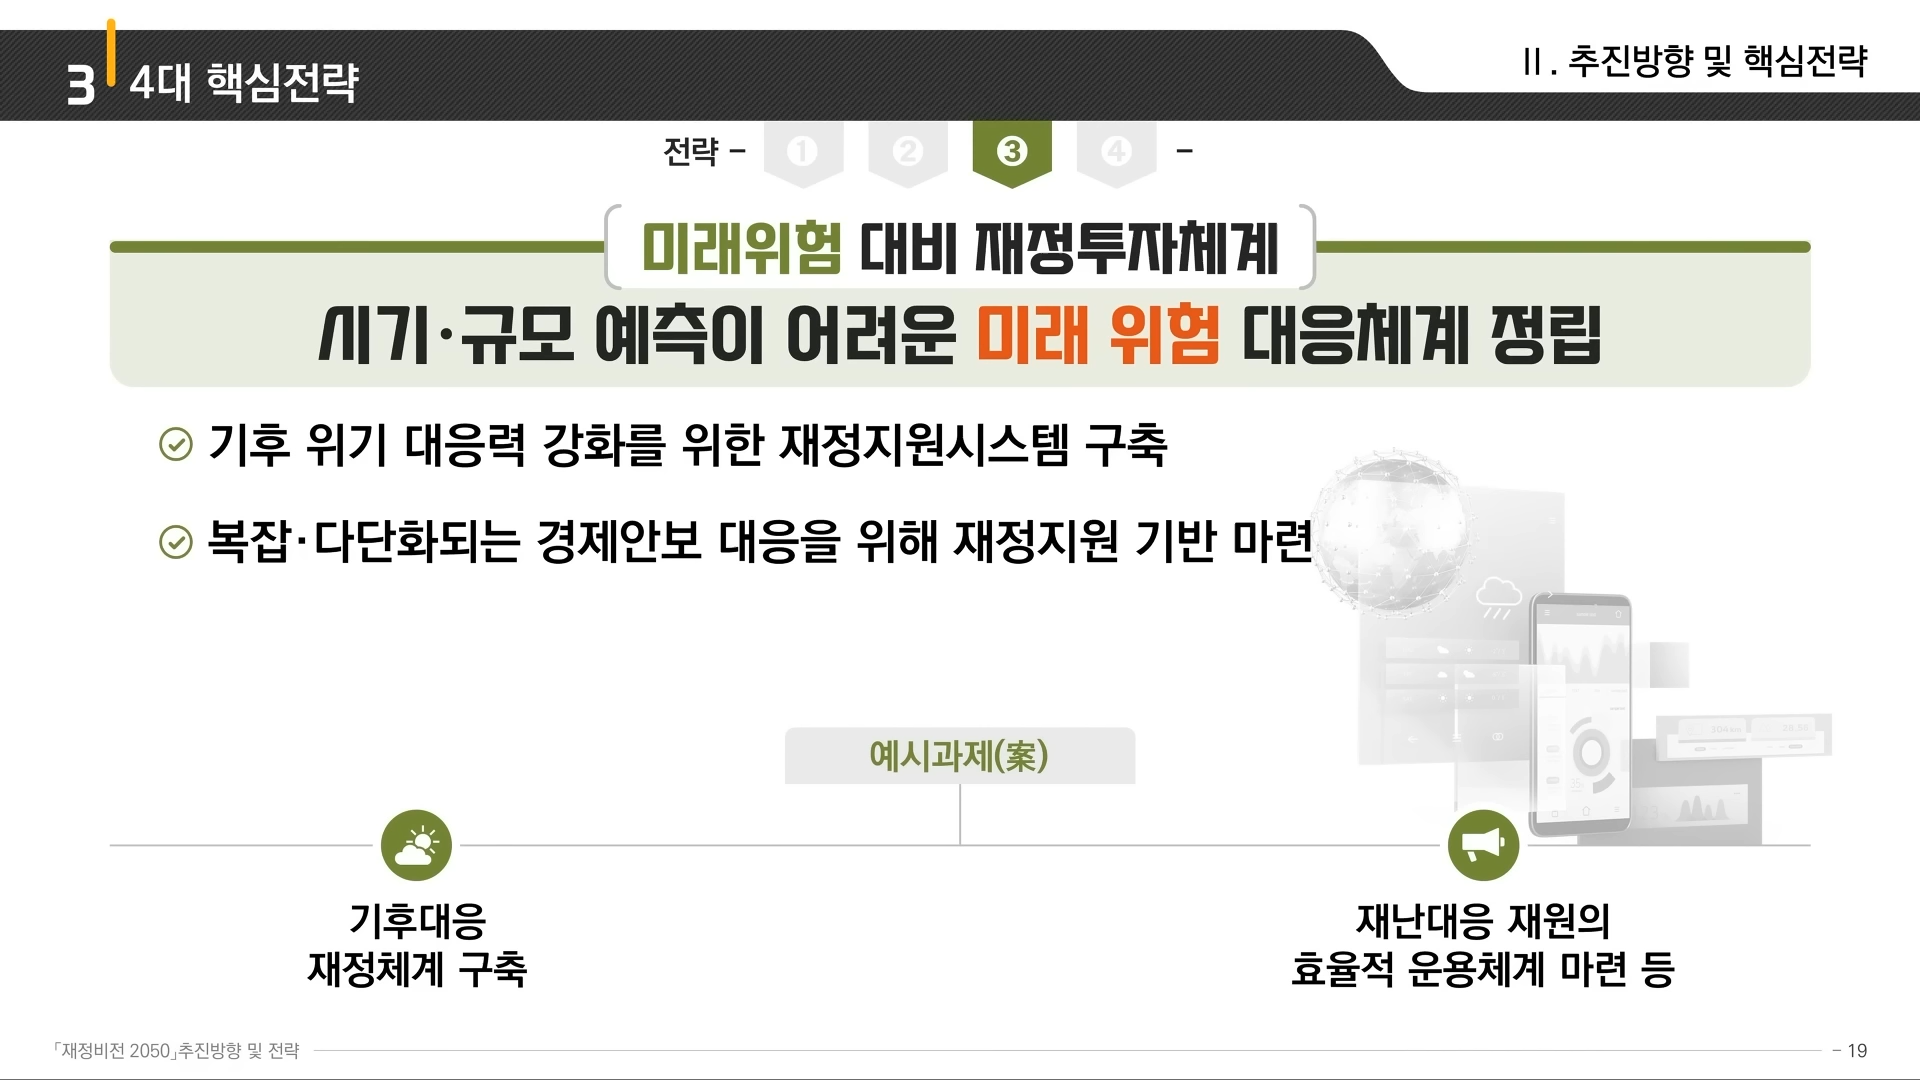 3 4대 핵심전략
Ⅱ. 추진방향 및 핵심전략
전략 - 1 2 3 4 -
미래위험 대비 재정투자체계
시기·규모 예측이 어려운 미래 위험 대응체계 정립
기후 위기 대응력 강화를 위한 재정지원시스템 구축
복잡·다단화되는 경제안보 대응을 위해 재정지원 기반 마련
예시과제(案)
기후대응
재정체계 구축
재난대응 재원의
효율적 운용체계 마련 등
「재정비전 2050」추진방향 및 전략
- 19